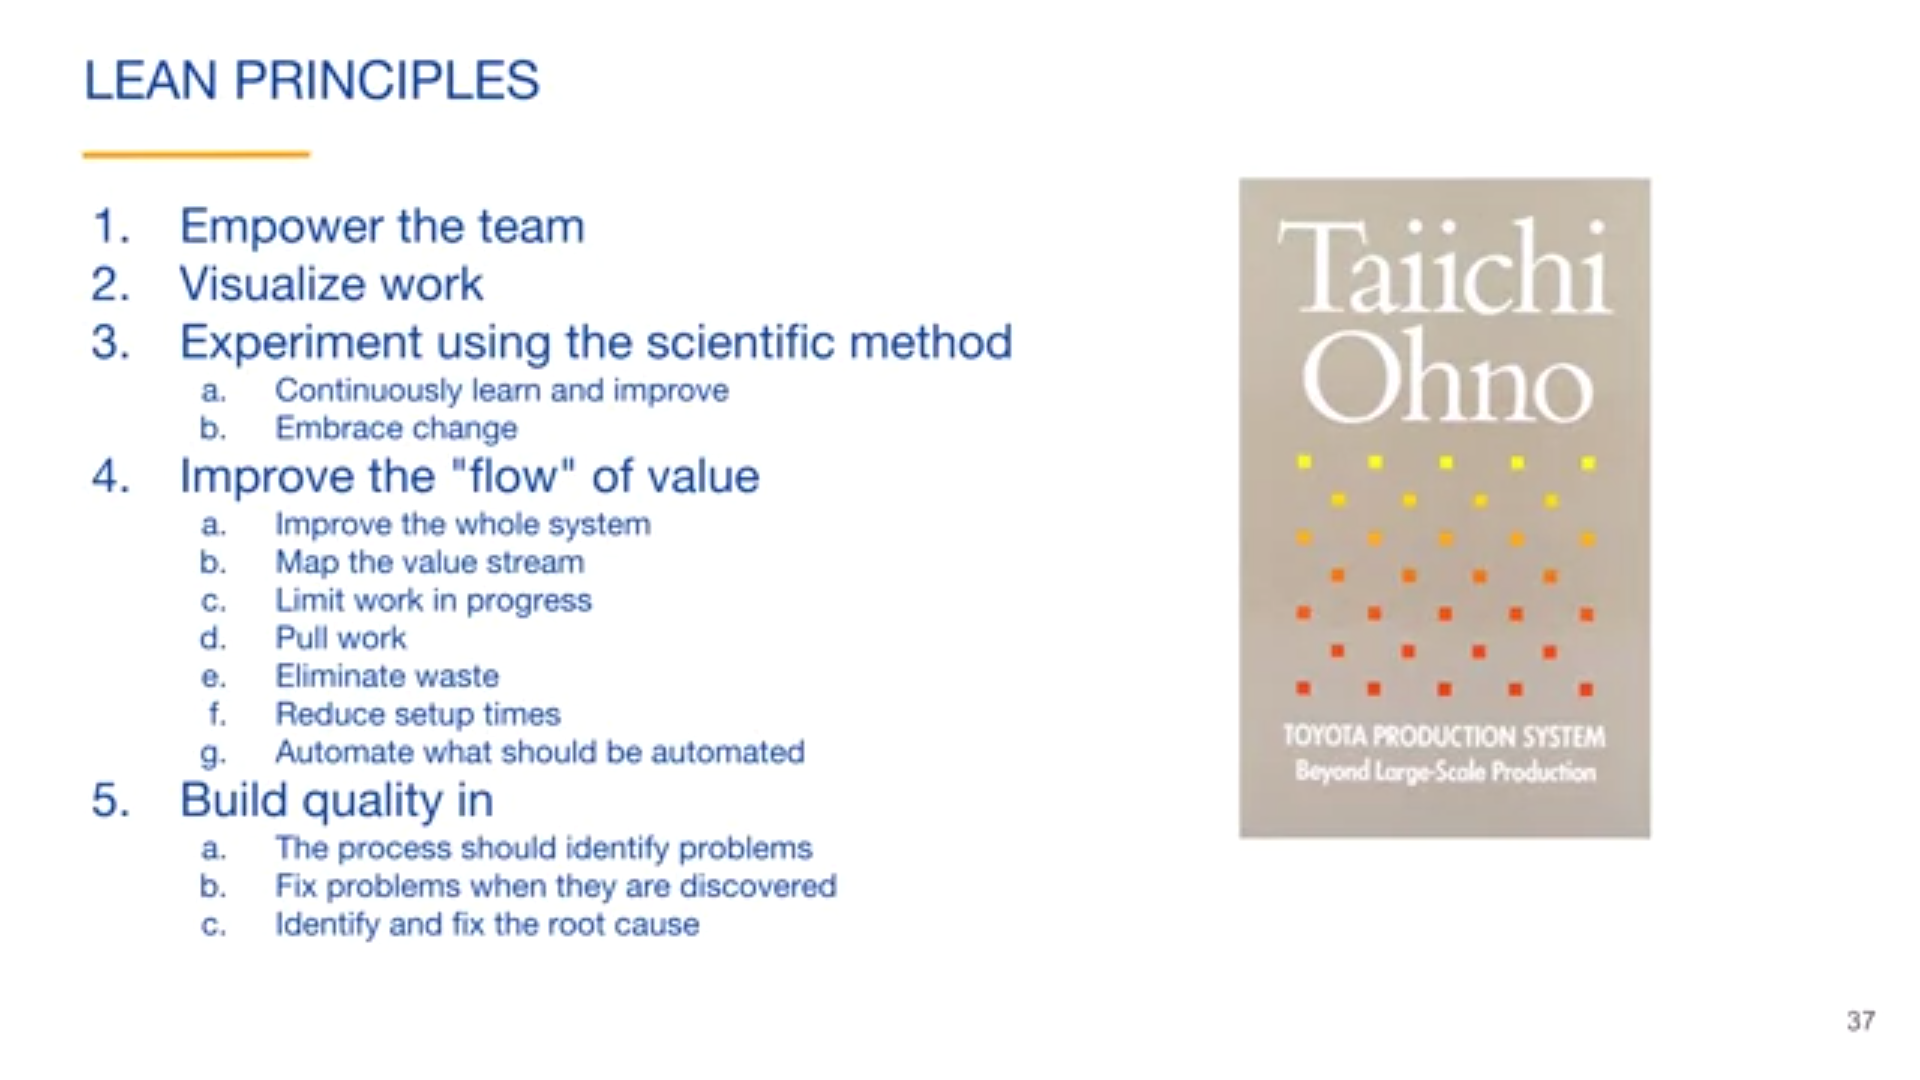 LEAN PRINCIPLES
1. Empower the team
2. Visualize work
3. Experiment using the scientific method
a. Continuously learn and improve
b. Embrace change
4. Improve the "flow" of value
a. Improve the whole system
b. Map the value stream
c. Limit work in progress
d. Pull work
e. Eliminate waste
f. Reduce setup times
g. Automate what should be automated
5. Build quality in
a. The process should identify problems
b. Fix problems when they are discovered
c. Identify and fix the root cause
Taiichi
Ohno
TOYOTA PRODUCTION SYSTEM
Beyond Large-Scale Production
37